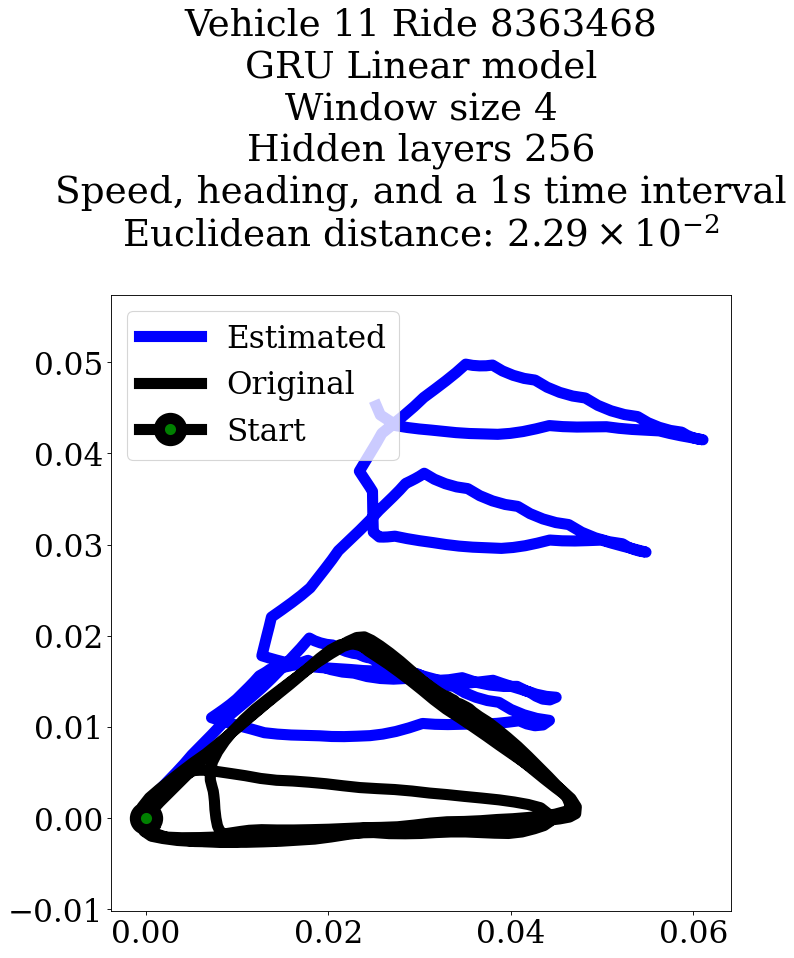 Vehicle 11 Ride 8363468
GRU Linear model
Window size 4
Hidden layers 256
Speed, heading, and a 1s time interval
Euclidean distance: 2.29 × 10⁻²
Estimated
Original
Start
0.05
0.04
0.03
0.02
0.01
0.00
−0.01
0.00 0.02 0.04 0.06